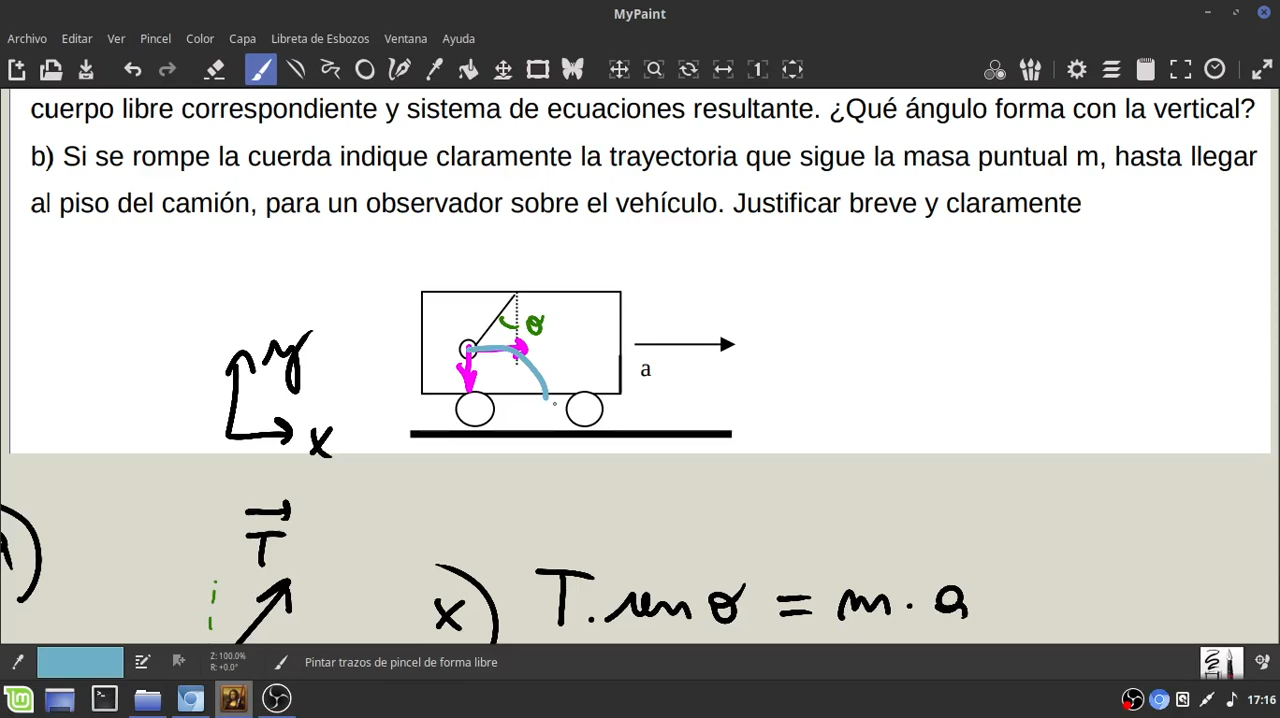 MyPaint
Archivo Editar Ver Pincel Color Capa Libreta de Esbozos Ventana Ayuda
cuerpo libre correspondiente y sistema de ecuaciones resultante. ¿Qué ángulo forma con la vertical?
b) Si se rompe la cuerda indique claramente la trayectoria que sigue la masa puntual m, hasta llegar
al piso del camión, para un observador sobre el vehículo. Justificar breve y claramente
θ
a
y
x
T
x) T. sen θ = m . a
Z: 100.0%
R: +0.0°
Pintar trazos de pincel de forma libre
17:16